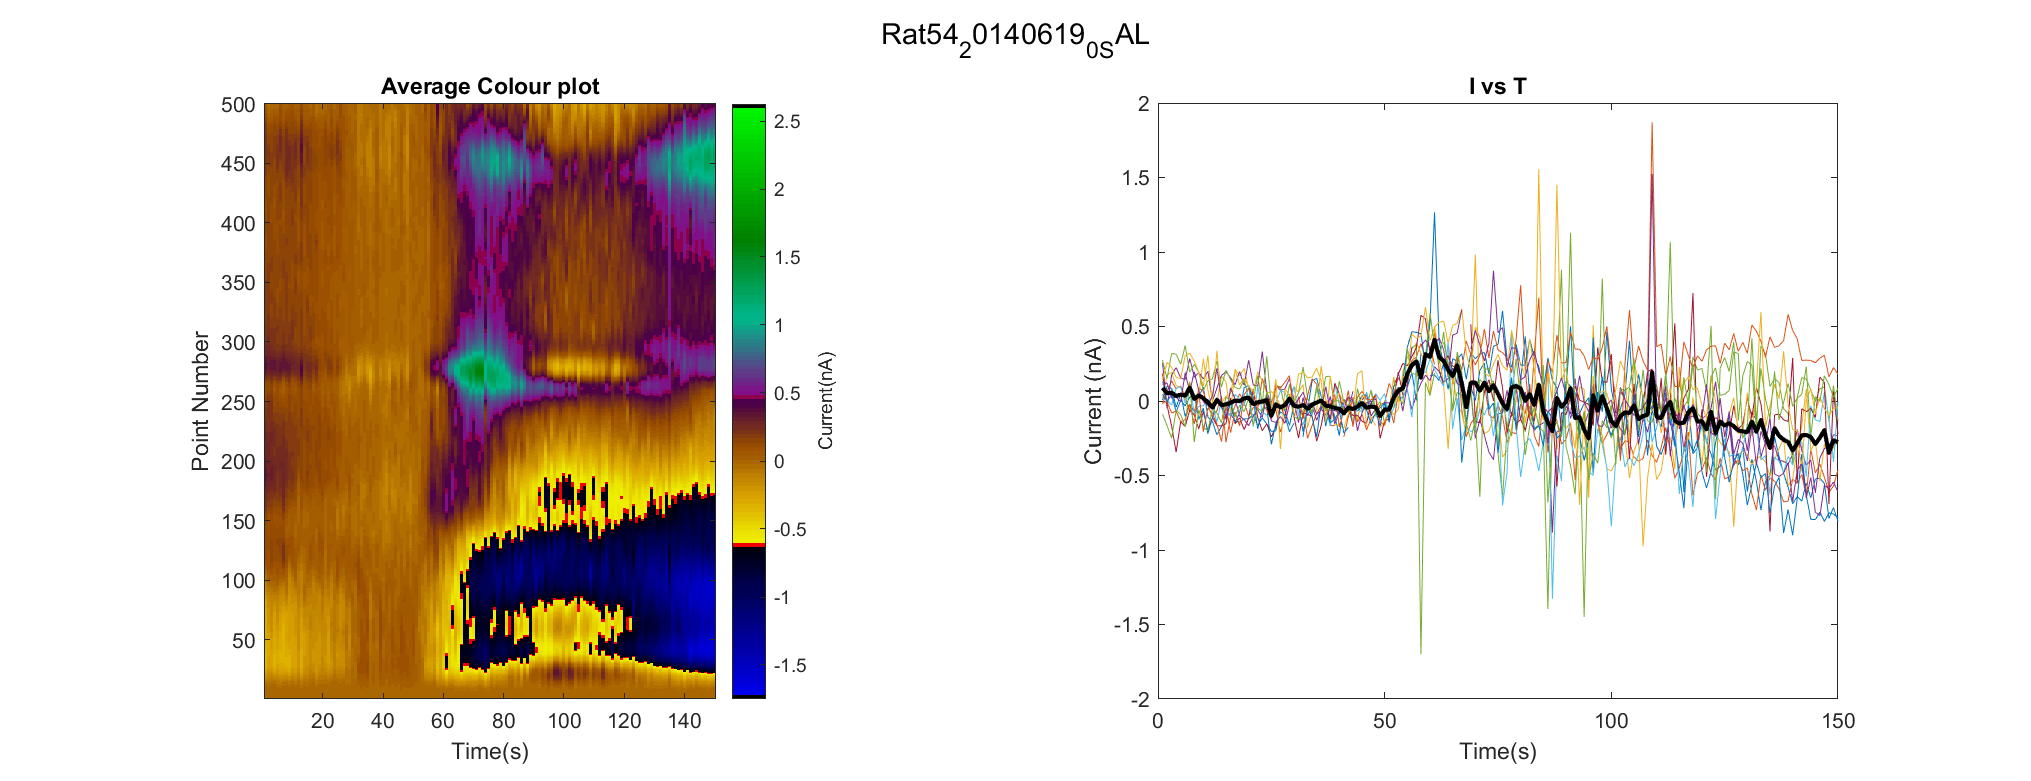 Rat54₂0140619₀SAL
Average Colour plot
500
450
400
350
300
250
200
150
100
50
Point Number
20 40 60 80 100 120 140
Time(s)
2.5
2
1.5
1
0.5
0
-0.5
-1
-1.5
Current(nA)
I vs T
2
1.5
1
0.5
0
-0.5
-1
-1.5
-2
Current (nA)
0 50 100 150
Time(s)